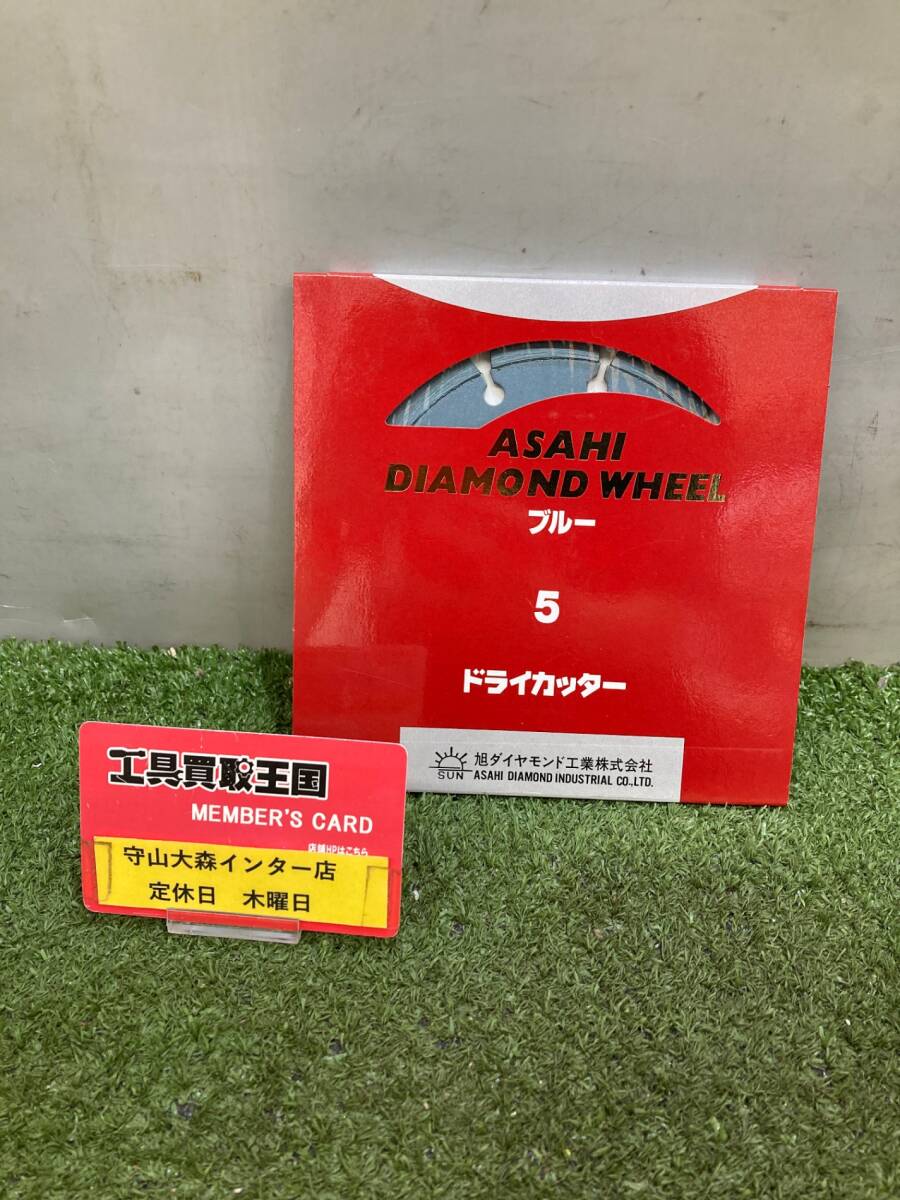 ASAHI
DIAMOND WHEEL
ブルー
5
ドライカッター
SUN
旭ダイヤモンド工業株式会社
ASAHI DIAMOND INDUSTRIAL CO.,LTD.
工具買取王国
MEMBER'S CARD
店舗HPはこちら
守山大森インター店
定休日 木曜日